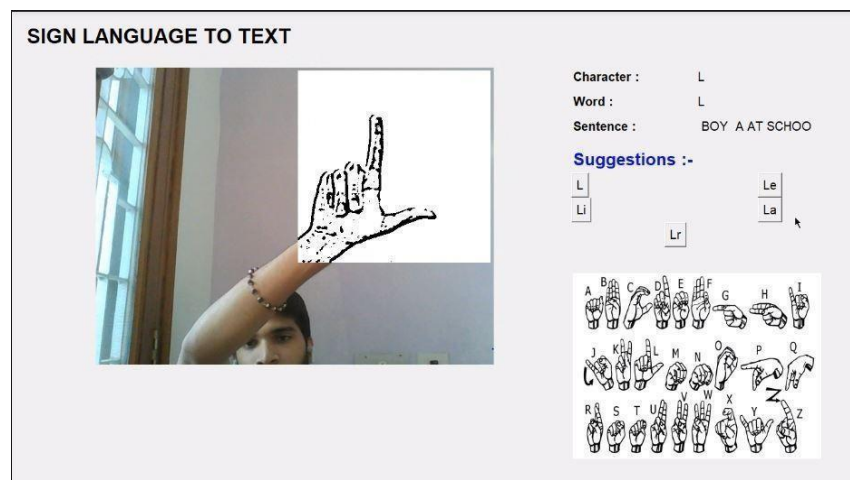 SIGN LANGUAGE TO TEXT
Character : L
Word : L
Sentence : BOY A AT SCHOO
Suggestions :-
L Le
Li La
Lr
A B C D E F G H I
J K L M N O P Q
R S T U V W X Y Z